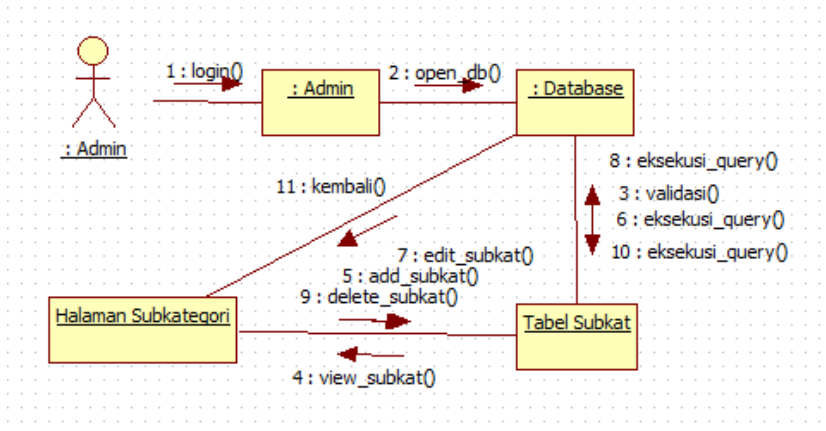 1 : login()
2 : open_db()
: Admin
: Database
: Admin
8 : eksekusi_query()
3 : validasi()
6 : eksekusi_query()
10 : eksekusi_query()
11 : kembali()
7 : edit_subkat()
5 : add_subkat()
9 : delete_subkat()
Halaman Subkategori
Tabel Subkat
4 : view_subkat()